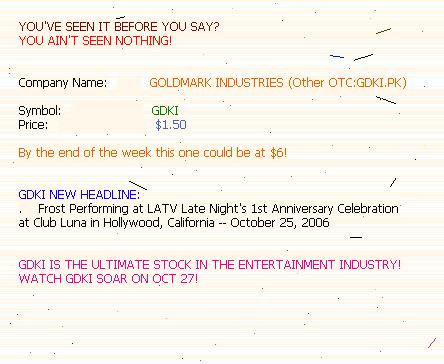 YOU'VE SEEN IT BEFORE YOU SAY?
YOU AIN'T SEEN NOTHING!
Company Name: GOLDMARK INDUSTRIES (Other OTC:GDKI.PK)
Symbol: GDKI
Price: $1.50
By the end of the week this one could be at $6!
GDKI NEW HEADLINE:
. Frost Performing at LATV Late Night's 1st Anniversary Celebration
at Club Luna in Hollywood, California -- October 25, 2006
GDKI IS THE ULTIMATE STOCK IN THE ENTERTAINMENT INDUSTRY!
WATCH GDKI SOAR ON OCT 27!